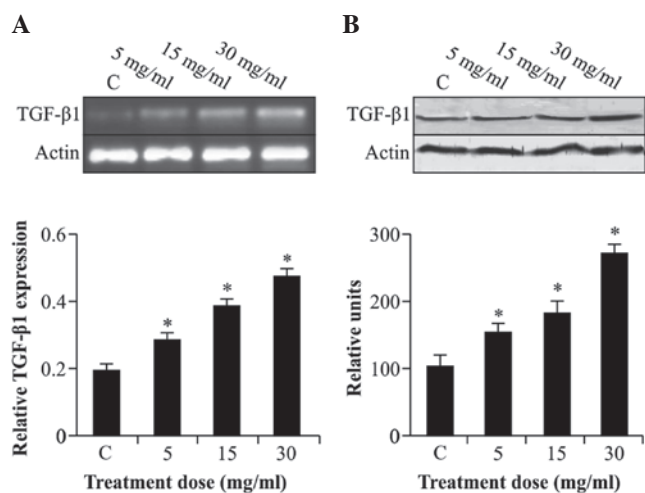 A
C
5 mg/ml
15 mg/ml
30 mg/ml
TGF-β1
Actin
Relative TGF-β1 expression
0.6
0.4
0.2
0
*
*
*
C 5 15 30
Treatment dose (mg/ml)
B
C
5 mg/ml
15 mg/ml
30 mg/ml
TGF-β1
Actin
Relative units
300
200
100
0
*
*
*
C 5 15 30
Treatment dose (mg/ml)